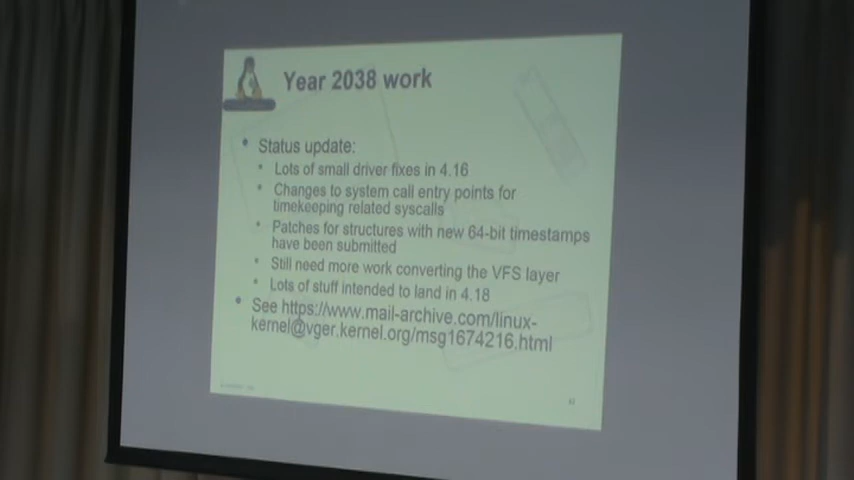 Year 2038 work
• Status update:
• Lots of small driver fixes in 4.16
• Changes to system call entry points for
timekeeping related syscalls
• Patches for structures with new 64-bit timestamps
have been submitted
• Still need more work converting the VFS layer
• Lots of stuff intended to land in 4.18
• See https://www.mail-archive.com/linux-
kernel@vger.kernel.org/msg1674216.html